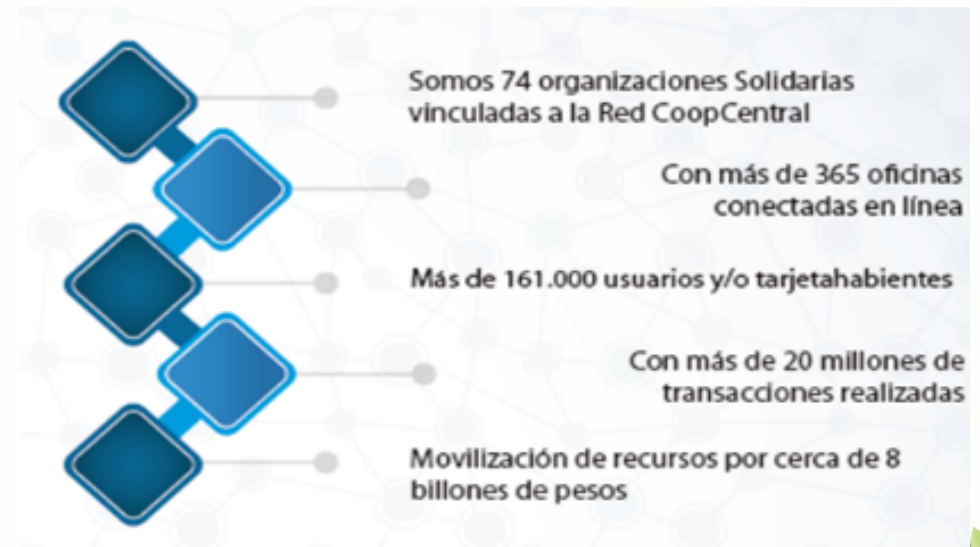 Somos 74 organizaciones Solidarias
vinculadas a la Red CoopCentral
Con más de 365 oficinas
conectadas en línea
Más de 161.000 usuarios y/o tarjetahabientes
Con más de 20 millones de
transacciones realizadas
Movilización de recursos por cerca de 8
billones de pesos